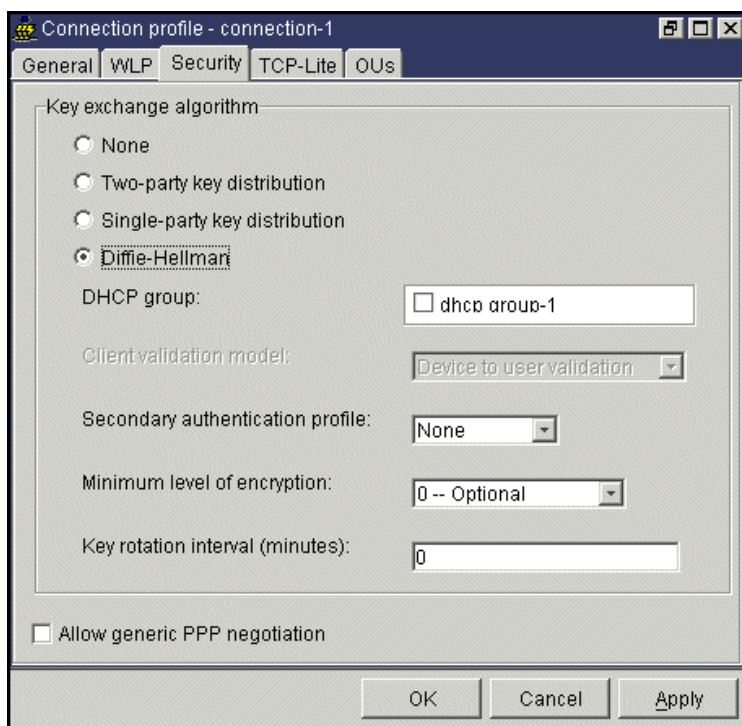 Connection profile - connection-1
General WLP Security TCP-Lite OUs
Key exchange algorithm
None
Two-party key distribution
Single-party key distribution
Diffie-Hellman
DHCP group: dhcp group-1
Client validation model: Device to user validation
Secondary authentication profile: None
Minimum level of encryption: 0 -- Optional
Key rotation interval (minutes): 0
Allow generic PPP negotiation
OK Cancel Apply